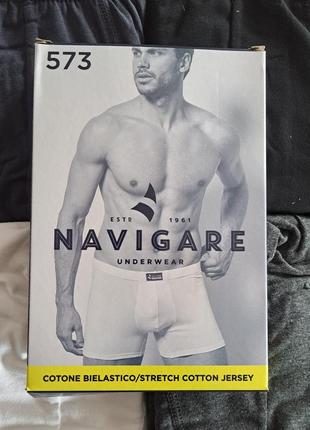 573
ESTD 1961
NAVIGARE
UNDERWEAR
COTONE BIELASTICO/STRETCH COTTON JERSEY